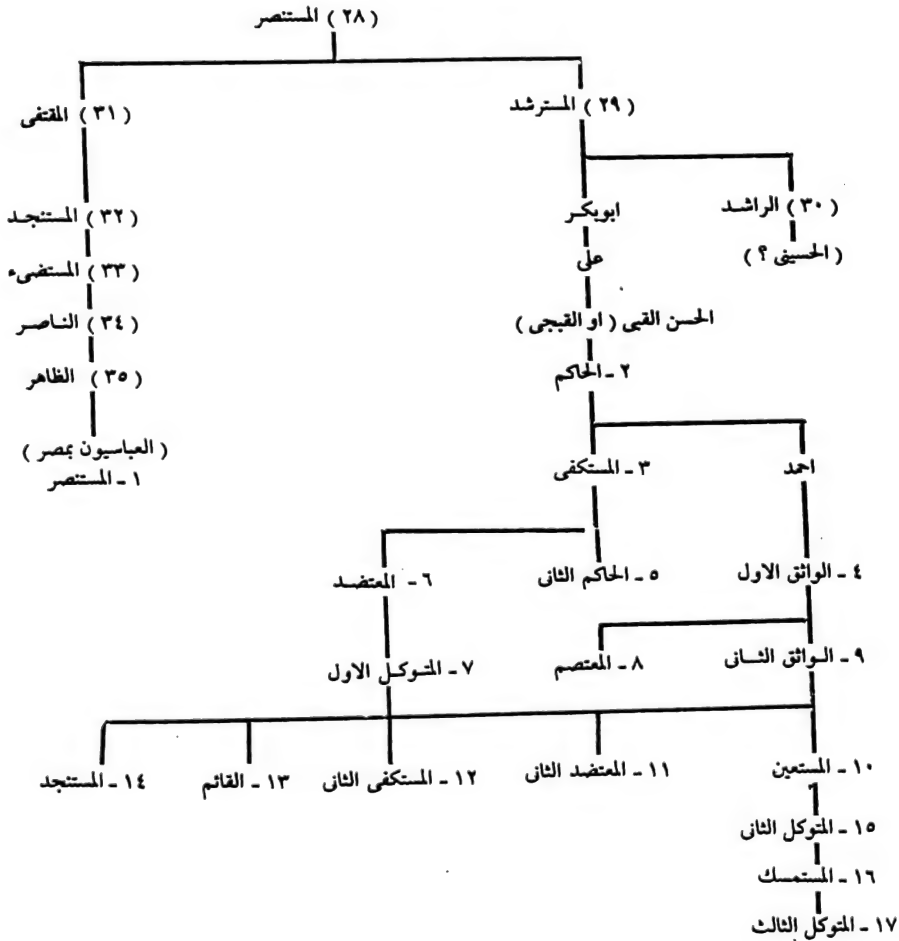 (٢٨) المستنصر
(٢٩) المسترشد
(٣١) المقتفى
(٣٠) الراشد
ابوبكر
(٣٢) المستنجد
(الحسينى ؟)
على
(٣٣) المستضىء
الحسن القبى (او القبجى)
(٣٤) الناصر
٢ ـ الحاكم
(٣٥) الظاهر
(العباسيون بمصر)
احمد
٣ ـ المستكفى
١ ـ المستنصر
٤ ـ الواثق الاول
٥ ـ الحاكم الثانى
٦ ـ المعتضد
٩ ـ الواثق الثانى
٨ ـ المعتصم
٧ ـ المتوكل الاول
١٠ ـ المستعين
١١ ـ المعتضد الثانى
١٢ ـ المستكفى الثانى
١٣ ـ القائم
١٤ ـ المستنجد
١٥ ـ المتوكل الثانى
١٦ ـ المستمسك
١٧ ـ المتوكل الثالث